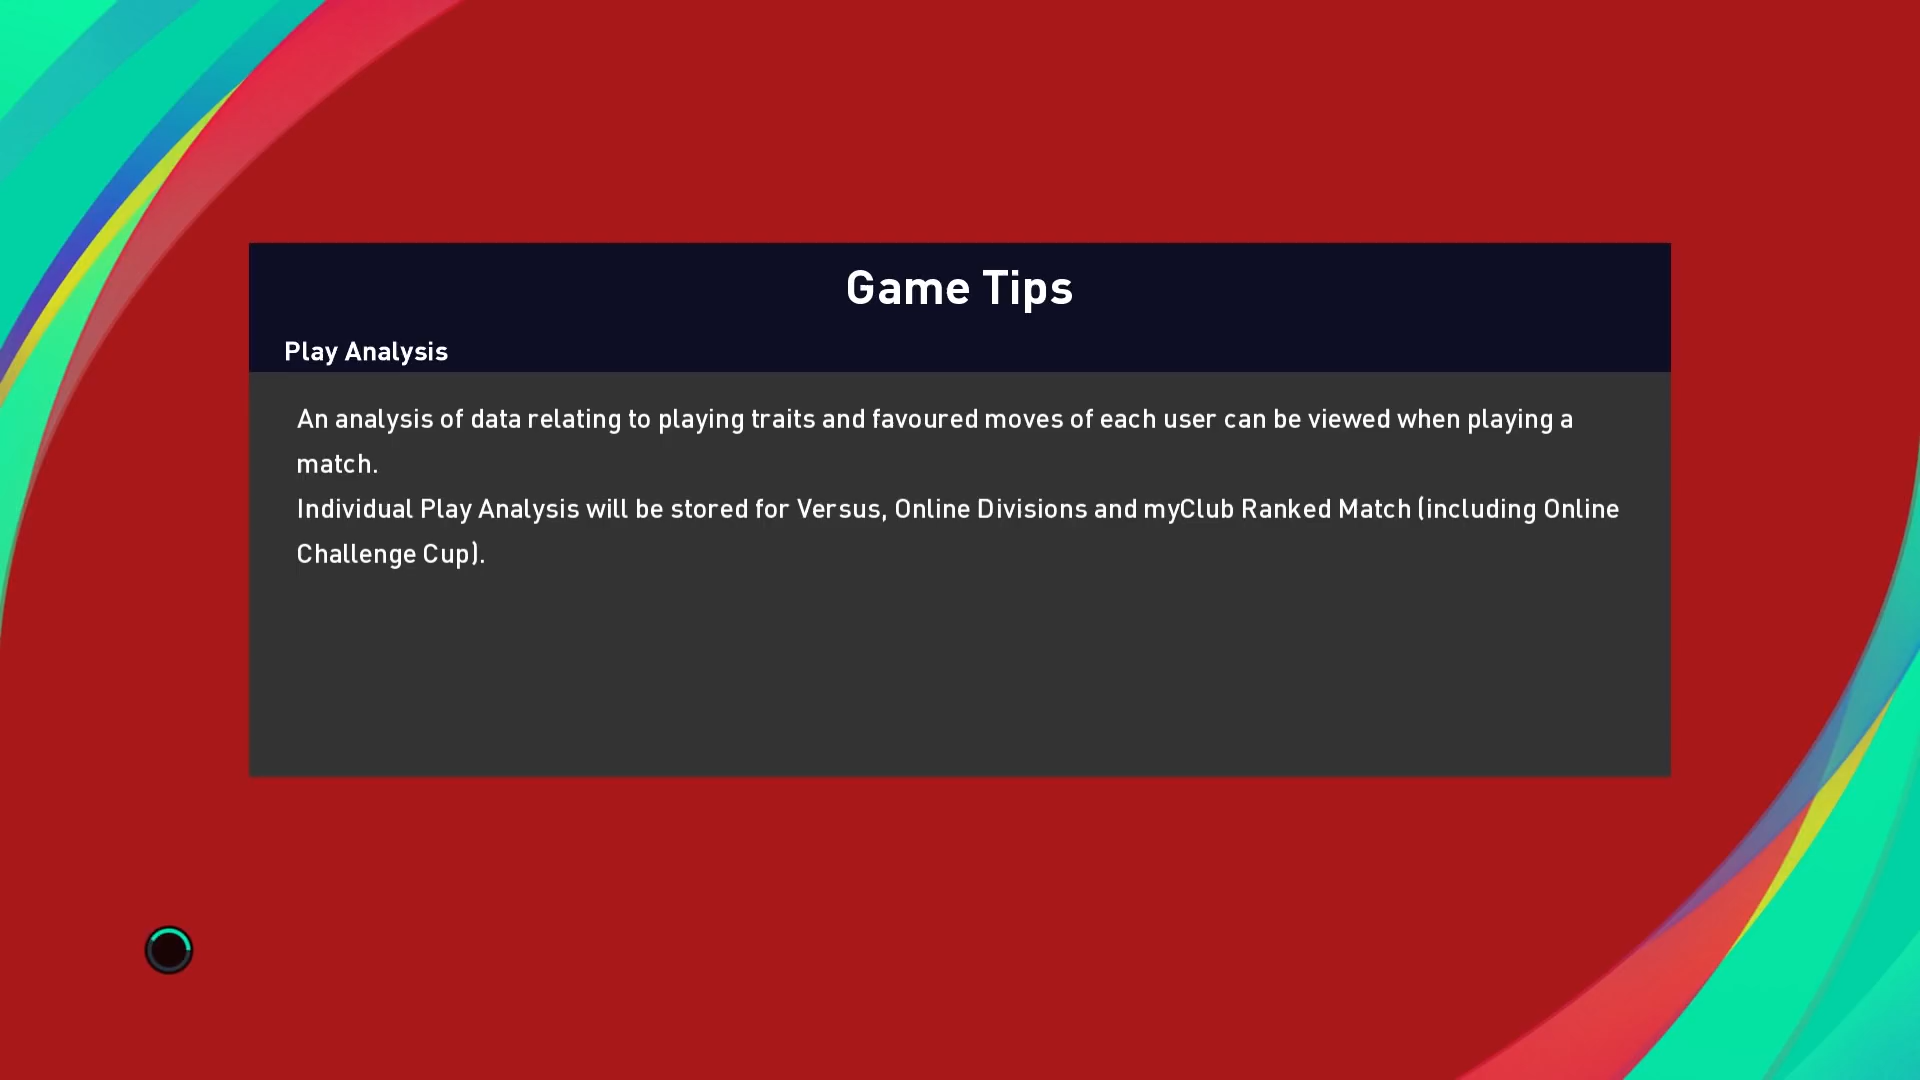 Game Tips
Play Analysis
An analysis of data relating to playing traits and favoured moves of each user can be viewed when playing a
match.
Individual Play Analysis will be stored for Versus, Online Divisions and myClub Ranked Match (including Online
Challenge Cup).